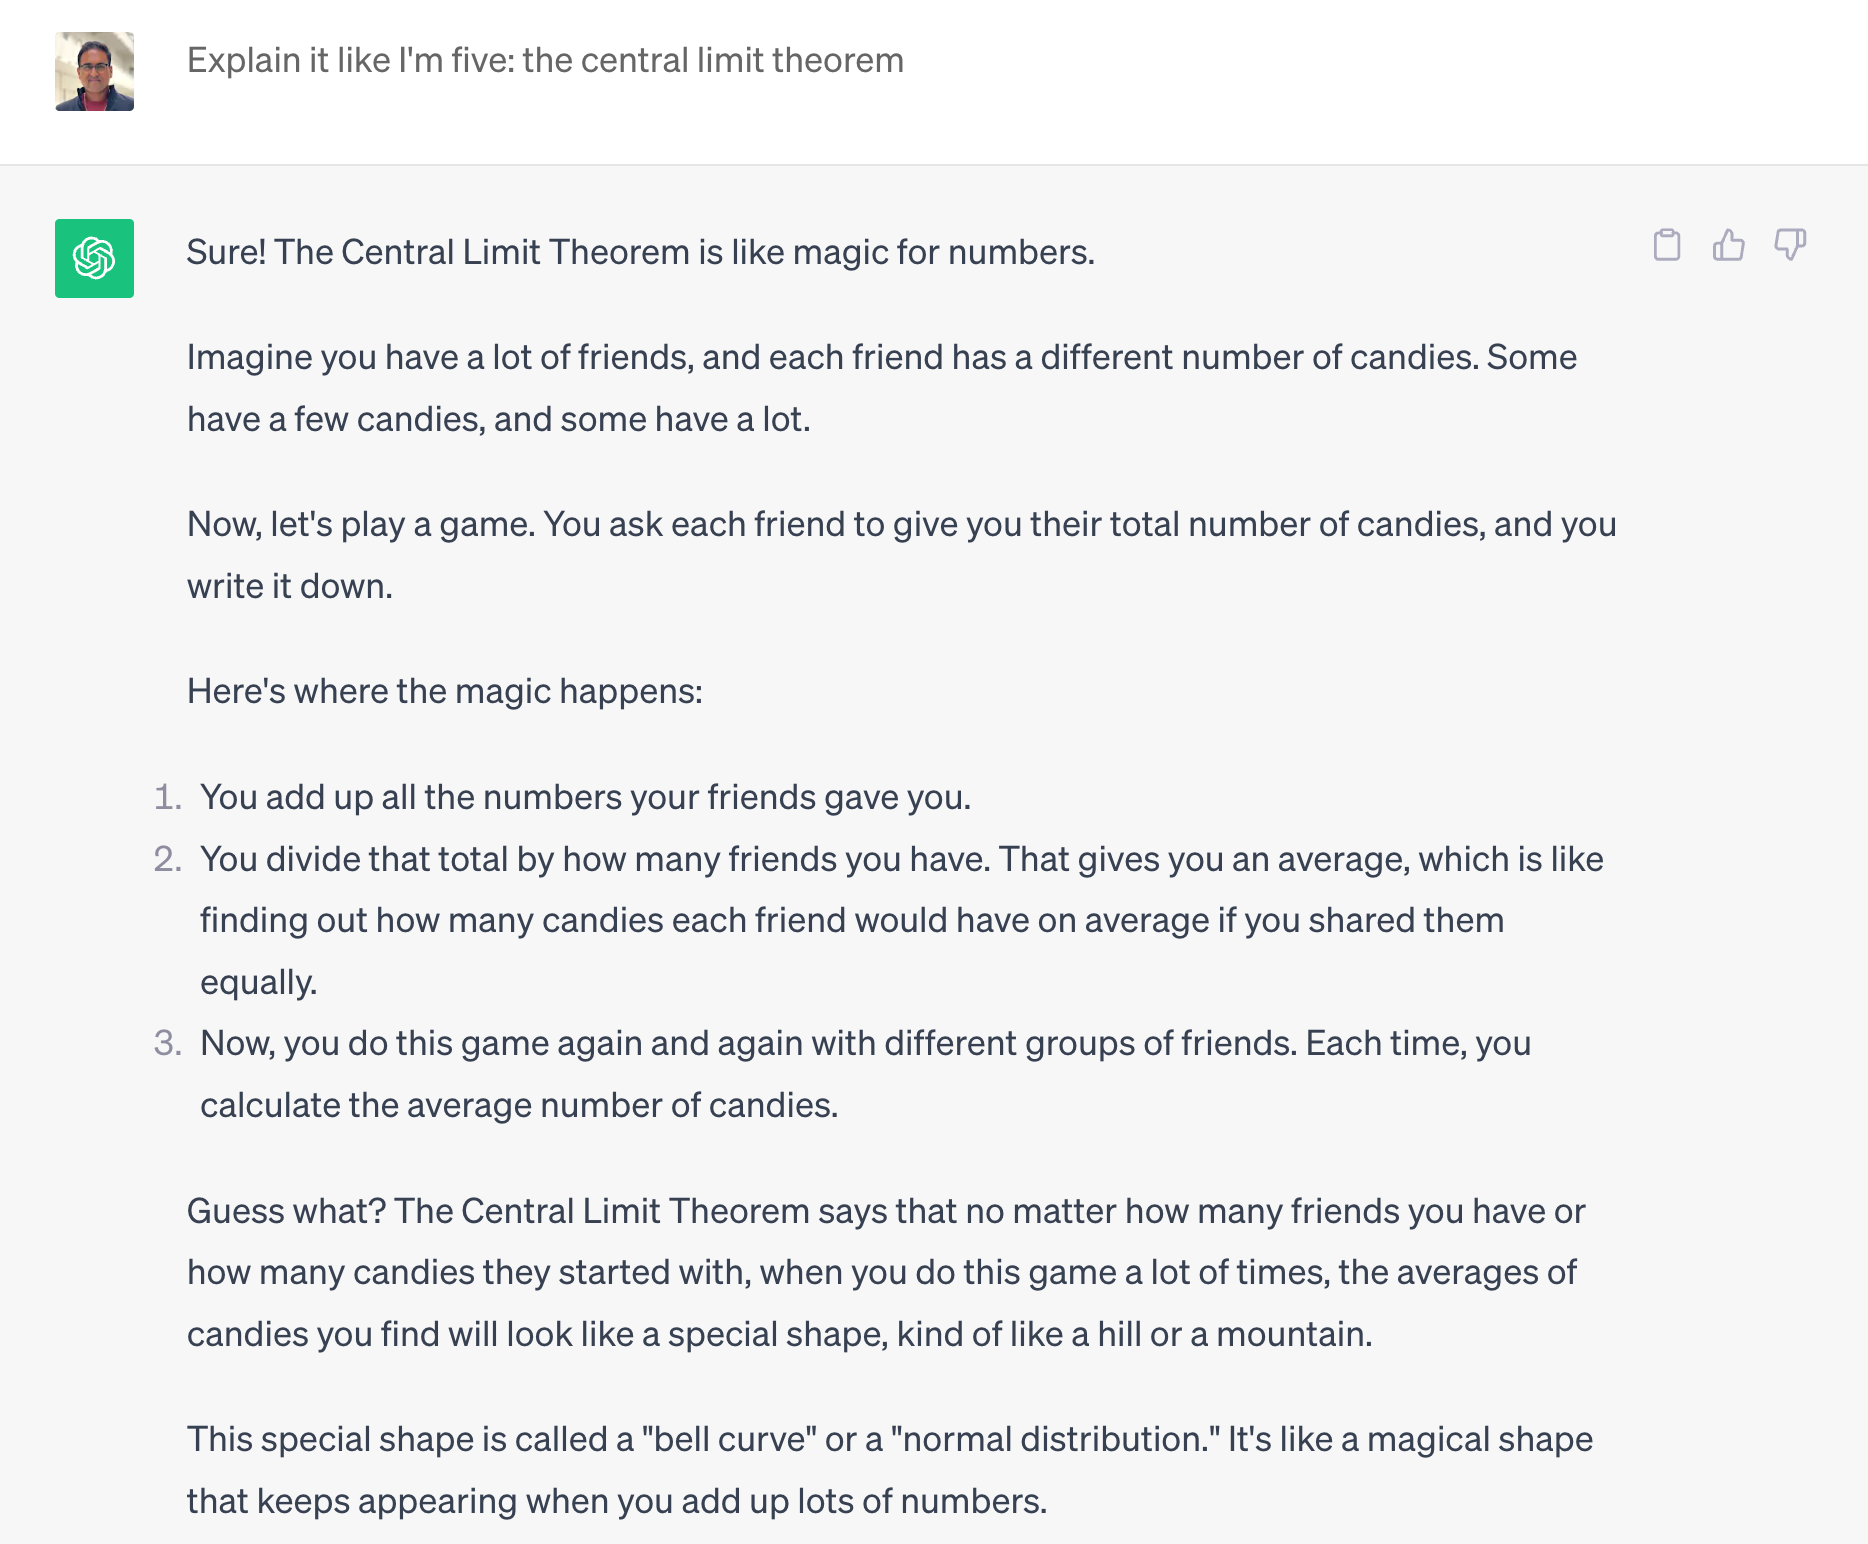 Explain it like I'm five: the central limit theorem
Sure! The Central Limit Theorem is like magic for numbers.
Imagine you have a lot of friends, and each friend has a different number of candies. Some
have a few candies, and some have a lot.
Now, let's play a game. You ask each friend to give you their total number of candies, and you
write it down.
Here's where the magic happens:
1. You add up all the numbers your friends gave you.
2. You divide that total by how many friends you have. That gives you an average, which is like
finding out how many candies each friend would have on average if you shared them
equally.
3. Now, you do this game again and again with different groups of friends. Each time, you
calculate the average number of candies.
Guess what? The Central Limit Theorem says that no matter how many friends you have or
how many candies they started with, when you do this game a lot of times, the averages of
candies you find will look like a special shape, kind of like a hill or a mountain.
This special shape is called a "bell curve" or a "normal distribution." It's like a magical shape
that keeps appearing when you add up lots of numbers.